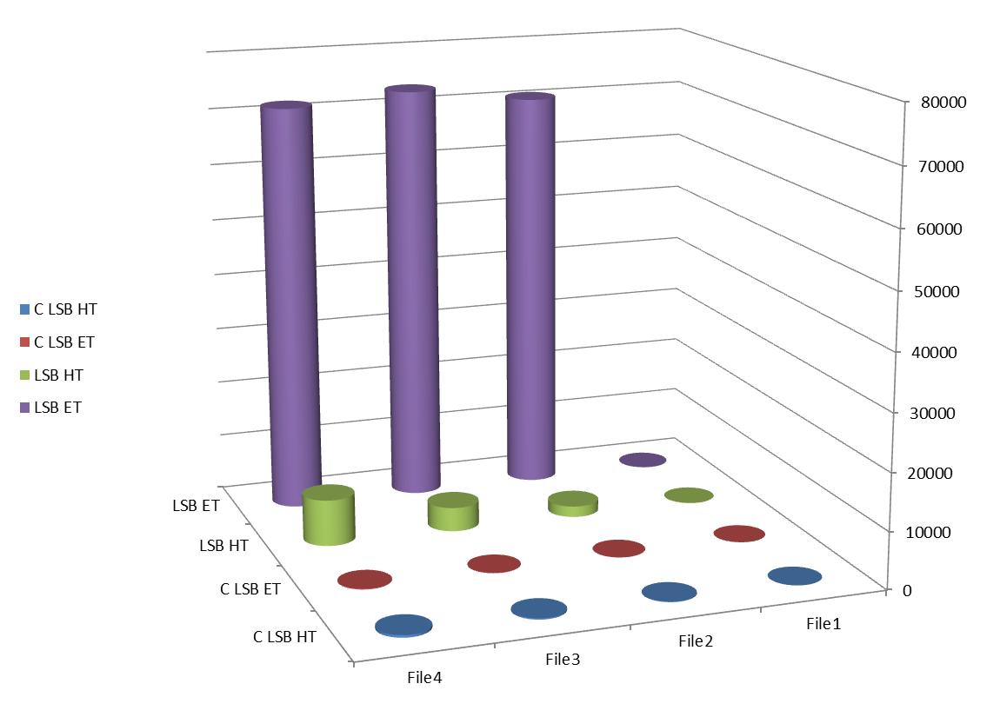 C LSB HT
C LSB ET
LSB HT
LSB ET
80000
70000
60000
50000
40000
30000
20000
10000
0
LSB ET
LSB HT
C LSB ET
C LSB HT
File4
File3
File2
File1